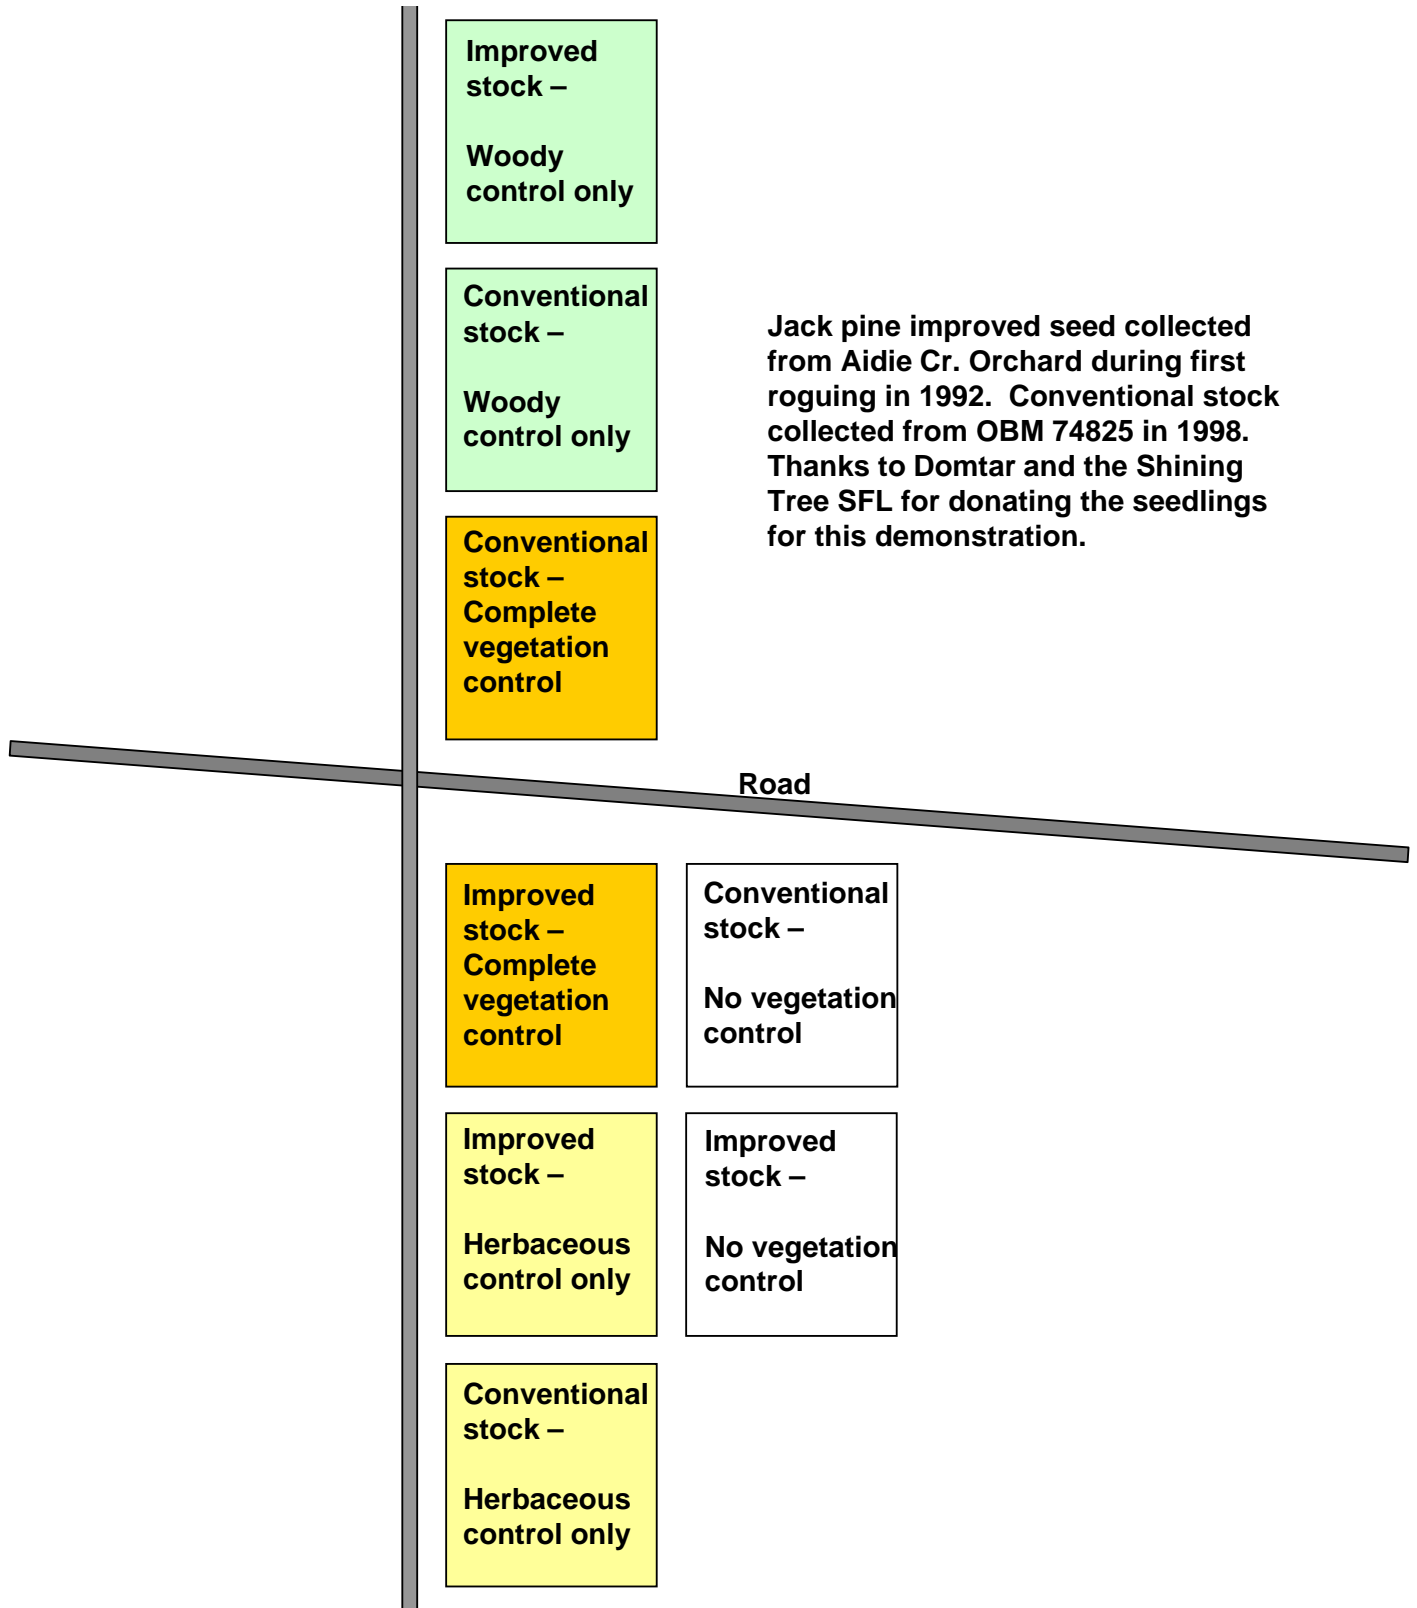 Improved
stock –
Woody
control only
Conventional
stock –
Woody
control only
Jack pine improved seed collected
from Aidie Cr. Orchard during first
roguing in 1992.  Conventional stock
collected from OBM 74825 in 1998.
Thanks to Domtar and the Shining
Tree SFL for donating the seedlings
for this demonstration.
Conventional
stock –
Complete
vegetation
control
Road
Improved
stock –
Complete
vegetation
control
Conventional
stock –
No vegetation
control
Improved
stock –
Herbaceous
control only
Improved
stock –
No vegetation
control
Conventional
stock –
Herbaceous
control only